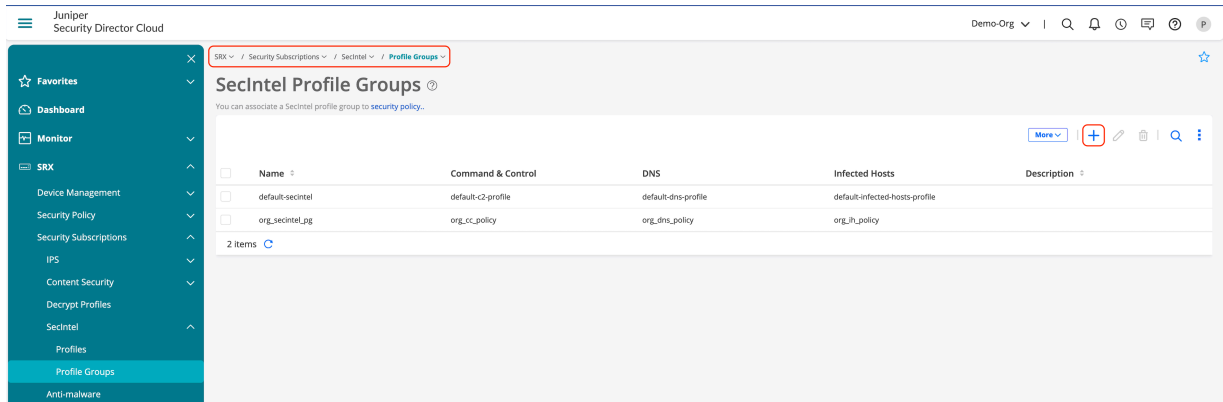 Juniper
Security Director Cloud
Demo-Org
P
SRX / Security Subscriptions / SecIntel / Profile Groups
Favorites
SecIntel Profile Groups
You can associate a SecIntel profile group to security policy..
Dashboard
Monitor
More
SRX
Name Command & Control DNS Infected Hosts Description
Device Management
default-secintel default-c2-profile default-dns-profile default-infected-hosts-profile
Security Policy
org_secintel_pg org_cc_policy org_dns_policy org_ih_policy
Security Subscriptions
2 items
IPS
Content Security
Decrypt Profiles
SecIntel
Profiles
Profile Groups
Anti-malware